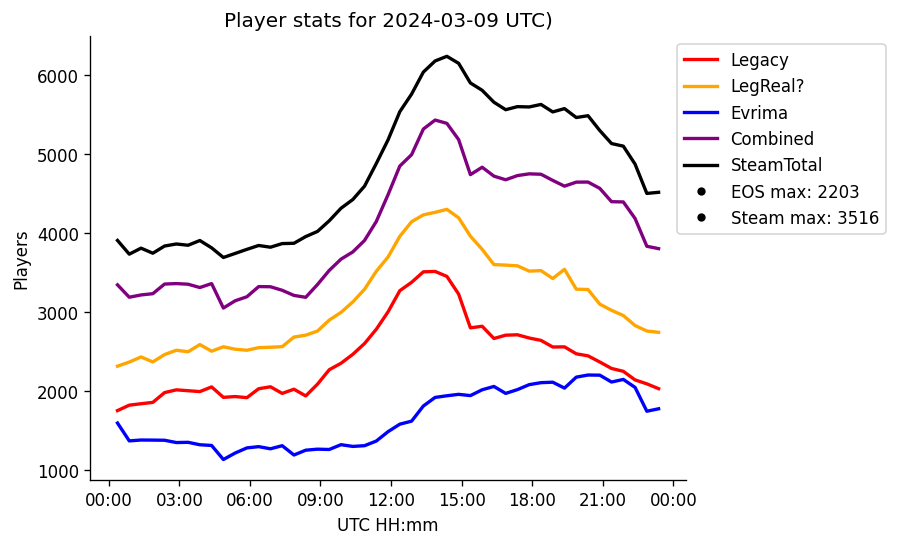 Player stats for 2024-03-09 UTC)
6000
5000
4000
3000
2000
1000
Players
00:00 03:00 06:00 09:00 12:00 15:00 18:00 21:00 00:00
UTC HH:mm
Legacy
LegReal?
Evrima
Combined
SteamTotal
EOS max: 2203
Steam max: 3516